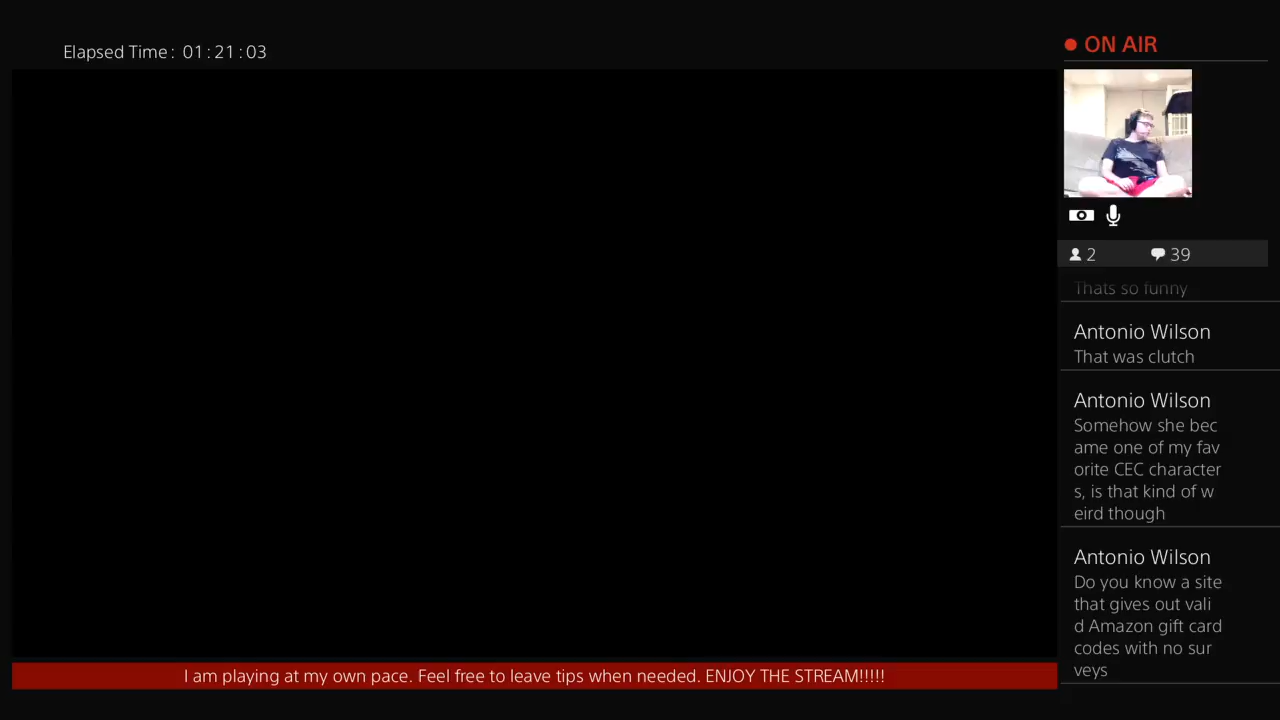 Elapsed Time: 01:21:03
ON AIR
2 39
Thats so funny
Antonio Wilson
That was clutch
Antonio Wilson
Somehow she bec
ame one of my fav
orite CEC character
s, is that kind of w
eird though
Antonio Wilson
Do you know a site
that gives out vali
d Amazon gift card
codes with no sur
veys
I am playing at my own pace. Feel free to leave tips when needed. ENJOY THE STREAM!!!!!